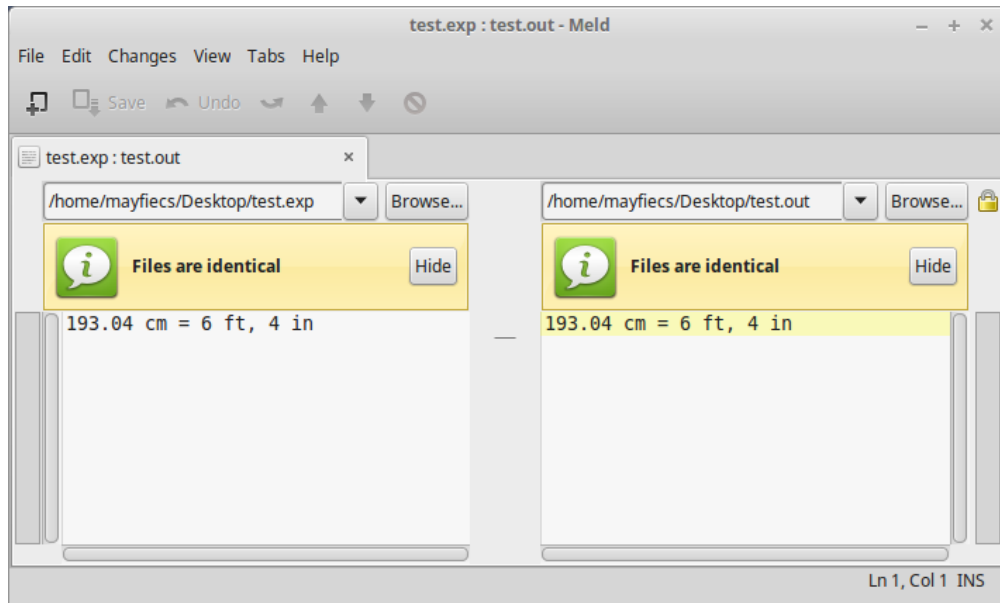 test.exp : test.out - Meld
File Edit Changes View Tabs Help
Save Undo
test.exp : test.out
/home/mayfiecs/Desktop/test.exp Browse... /home/mayfiecs/Desktop/test.out Browse...
Files are identical Hide Files are identical Hide
193.04 cm = 6 ft, 4 in 193.04 cm = 6 ft, 4 in
Ln 1, Col 1 INS